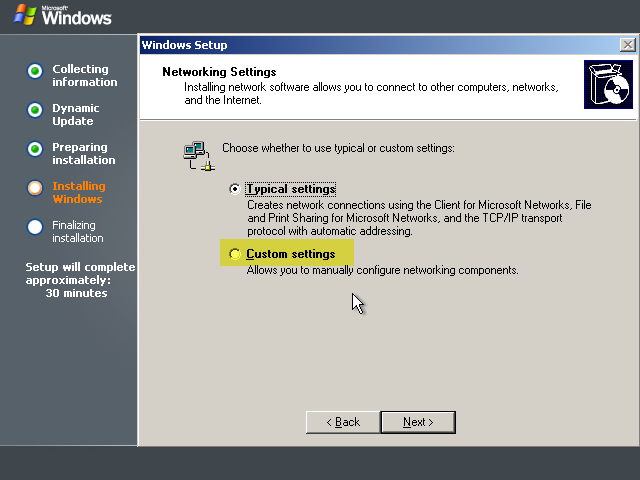 Microsoft
Windows
Collecting
information
Dynamic
Update
Preparing
installation
Installing
Windows
Finalizing
installation
Setup will complete
approximately:
30 minutes
Windows Setup
Networking Settings
Installing network software allows you to connect to other computers, networks,
and the Internet.
Choose whether to use typical or custom settings:
Typical settings
Creates network connections using the Client for Microsoft Networks, File
and Print Sharing for Microsoft Networks, and the TCP/IP transport
protocol with automatic addressing.
Custom settings
Allows you to manually configure networking components.
< Back
Next >